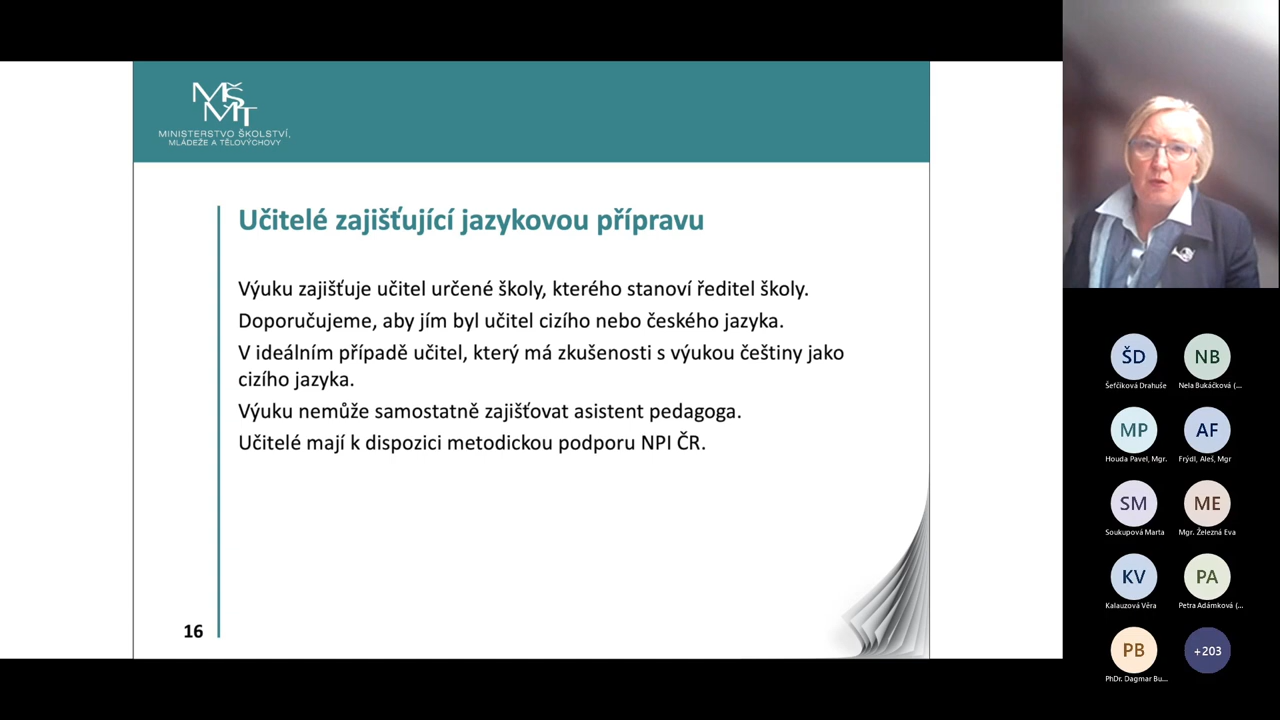 MŠMT
MINISTERSTVO ŠKOLSTVÍ,
MLÁDEŽE A TĚLOVÝCHOVY
Učitelé zajišťující jazykovou přípravu
Výuku zajišťuje učitel určené školy, kterého stanoví ředitel školy.
Doporučujeme, aby jím byl učitel cizího nebo českého jazyka.
V ideálním případě učitel, který má zkušenosti s výukou češtiny jako
cizího jazyka.
Výuku nemůže samostatně zajišťovat asistent pedagoga.
Učitelé mají k dispozici metodickou podporu NPI ČR.
16
ŠD NB
Šefčíková Drahuše Nela Bukáčková (...
MP AF
Houda Pavel, Mgr. Frýdl, Aleš, Mgr
SM ME
Soukupová Marta Mgr. Železná Eva
KV PA
Kalauzová Věra Petra Adámková (...
PB +203
PhDr. Dagmar Bu...